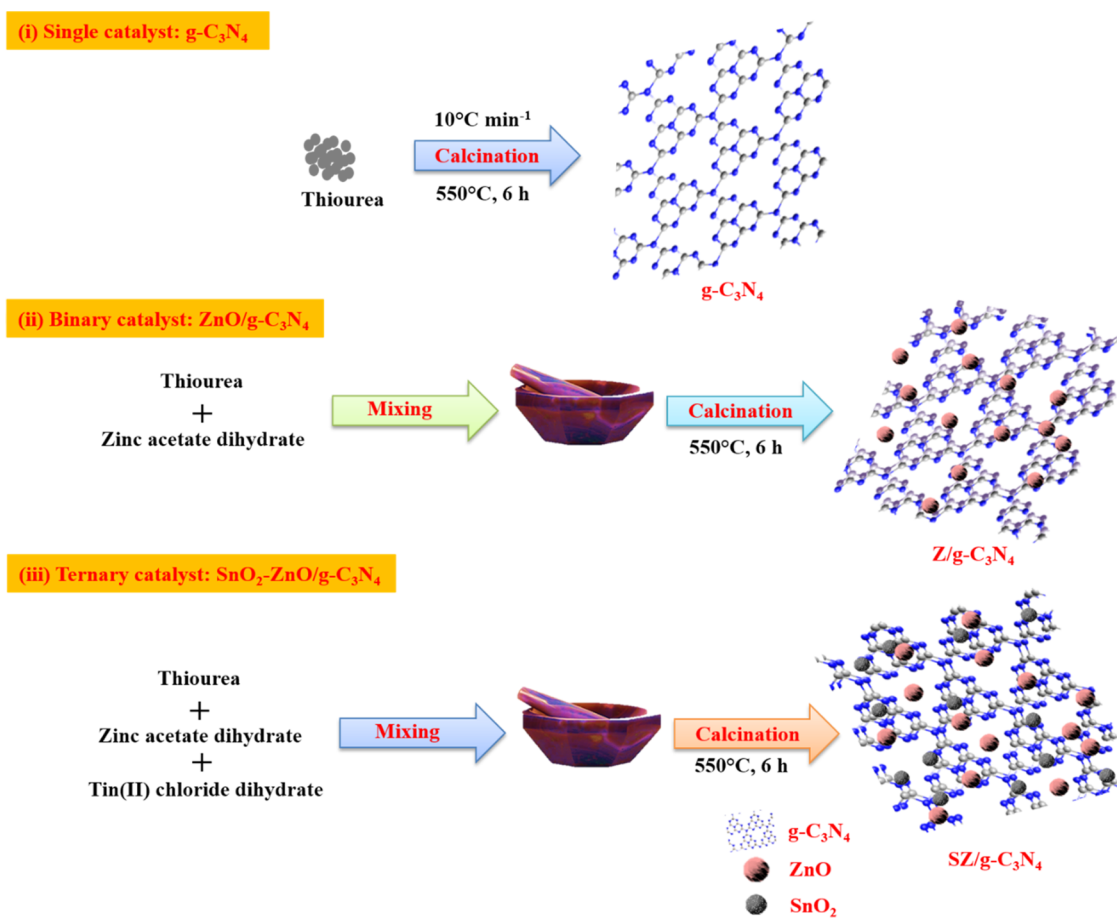 (i) Single catalyst: g-C₃N₄
10°C min⁻¹
Calcination
550°C, 6 h
Thiourea
g-C₃N₄
(ii) Binary catalyst: ZnO/g-C₃N₄
Thiourea
+
Zinc acetate dihydrate
Mixing
Calcination
550°C, 6 h
Z/g-C₃N₄
(iii) Ternary catalyst: SnO₂-ZnO/g-C₃N₄
Thiourea
+
Zinc acetate dihydrate
+
Tin(II) chloride dihydrate
Mixing
Calcination
550°C, 6 h
SZ/g-C₃N₄
g-C₃N₄
ZnO
SnO₂